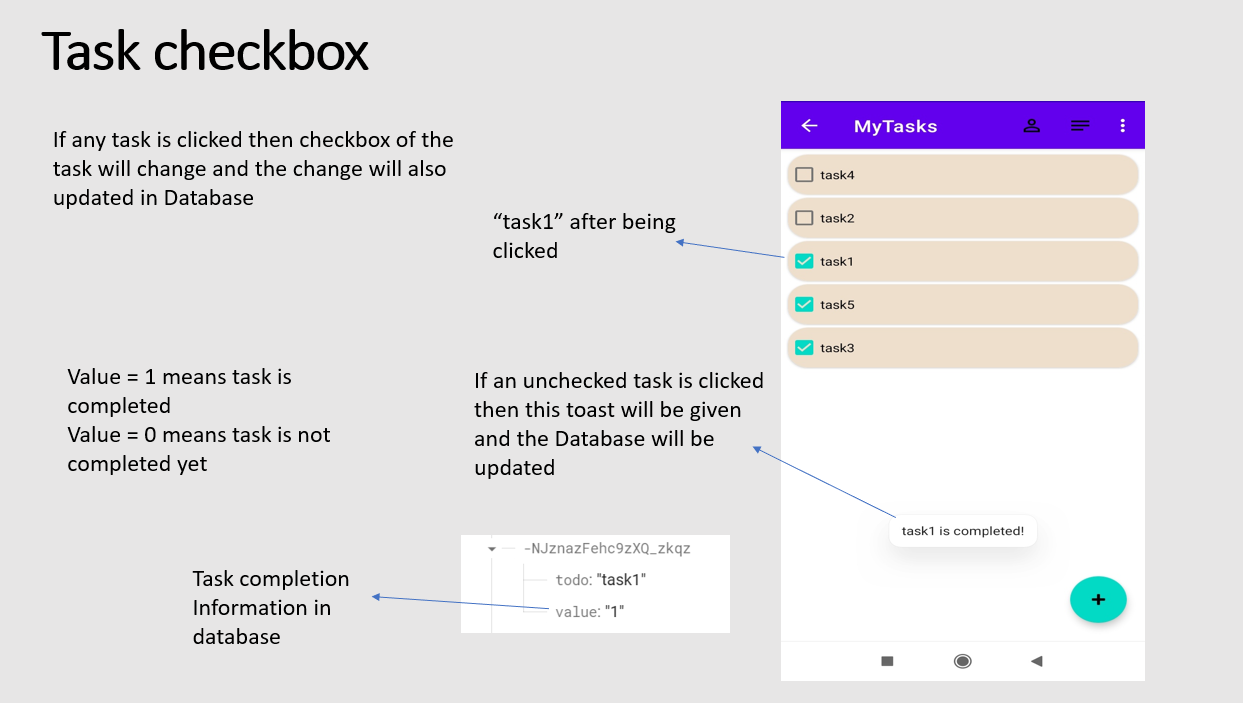 Task checkbox
If any task is clicked then checkbox of the
task will change and the change will also
updated in Database
“task1” after being
clicked
Value = 1 means task is
completed
Value = 0 means task is not
completed yet
If an unchecked task is clicked
then this toast will be given
and the Database will be
updated
Task completion
Information in
database
-NJznazFehc9zXQ_zkqz
todo: "task1"
value: "1"
MyTasks
task4
task2
task1
task5
task3
task1 is completed!
+